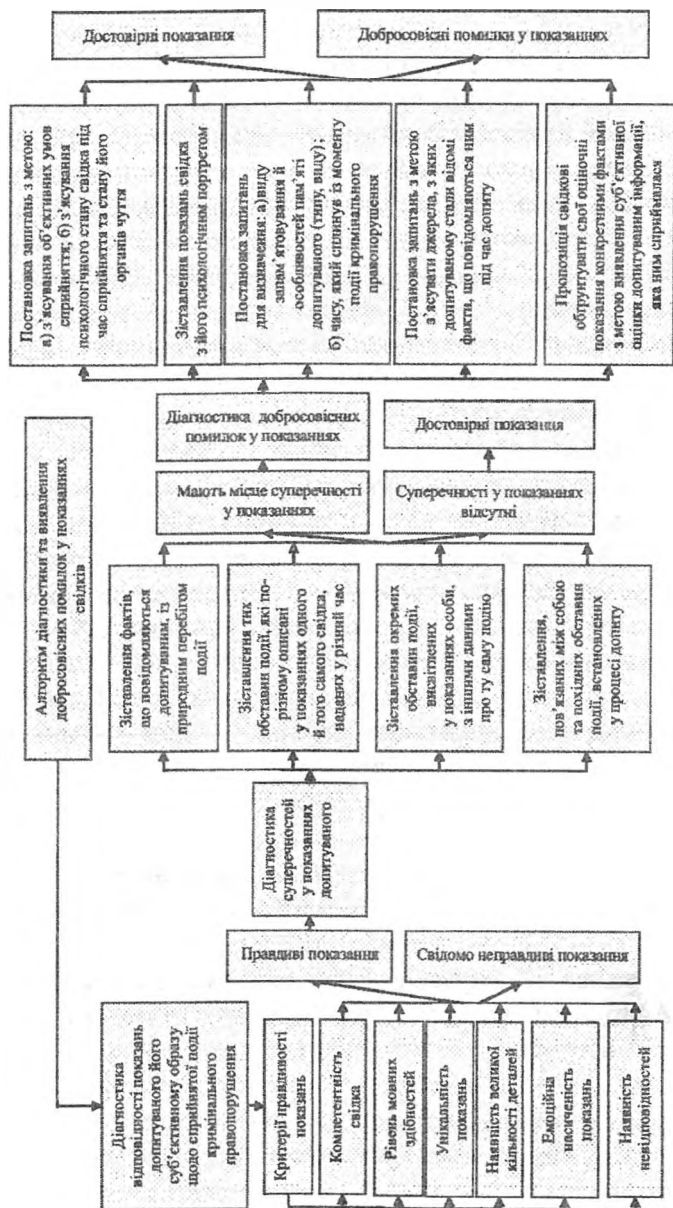 Алгоритм діагностики та виявлення
добросовісних помилок у показаннях
свідків
Діагностика
відповідності показань
допитуваного його
суб'єктивному образу
щодо сприйнятої події
кримінального
правопорушення
Критерії правдивості
показань
Компетентність
свідка
Рівень мовних
здібностей
Унікальність
показань
Наявність великої
кількості деталей
Емоційна
насиченість
показань
Наявність
невідповідностей
Правдиві показання
Свідомо неправдиві показання
Діагностика
суперечностей
у показаннях
допитуваного
Зіставлення фактів,
що повідомляються
допитуваним, із
природним перебігом
події
Зіставлення тих
обставин події, які по-
різному описані
у показаннях одного
й того самого свідка,
наданих у різний час
Зіставлення окремих
обставин події,
висвітлених
у показаннях особи,
з іншими даними
про ту саму подію
Зіставлення,
пов'язаних між собою
та похідних обставин
події, встановлених
у процесі допиту
Мають місце суперечності
у показаннях
Суперечності у показаннях
відсутні
Діагностика добросовісних
помилок у показаннях
Достовірні показання
Постановка запитань з метою:
а) з'ясування об'єктивних умов
сприйняття; б) з'ясування
психологічного стану свідка під
час сприйняття та стану його
органів чуття
Зіставлення показань свідка
з його психологічним портретом
Постановка запитань
для визначення: а)виду
запам'ятовування й
особливостей пам'яті
допитуваного (типу, виду);
б) часу, який сплинув із моменту
події кримінального
правопорушення
Постановка запитань з метою
з'ясувати джерела, з яких
допитуваному стали відомі
факти, що повідомляються ним
під час допиту
Пропозиція свідкові
обґрунтувати свої оціночні
показання конкретними фактами
з метою виявлення суб'єктивної
оцінки допитуваним інформації,
яка ним сприймалася
Достовірні показання
Добросовісні помилки у показаннях